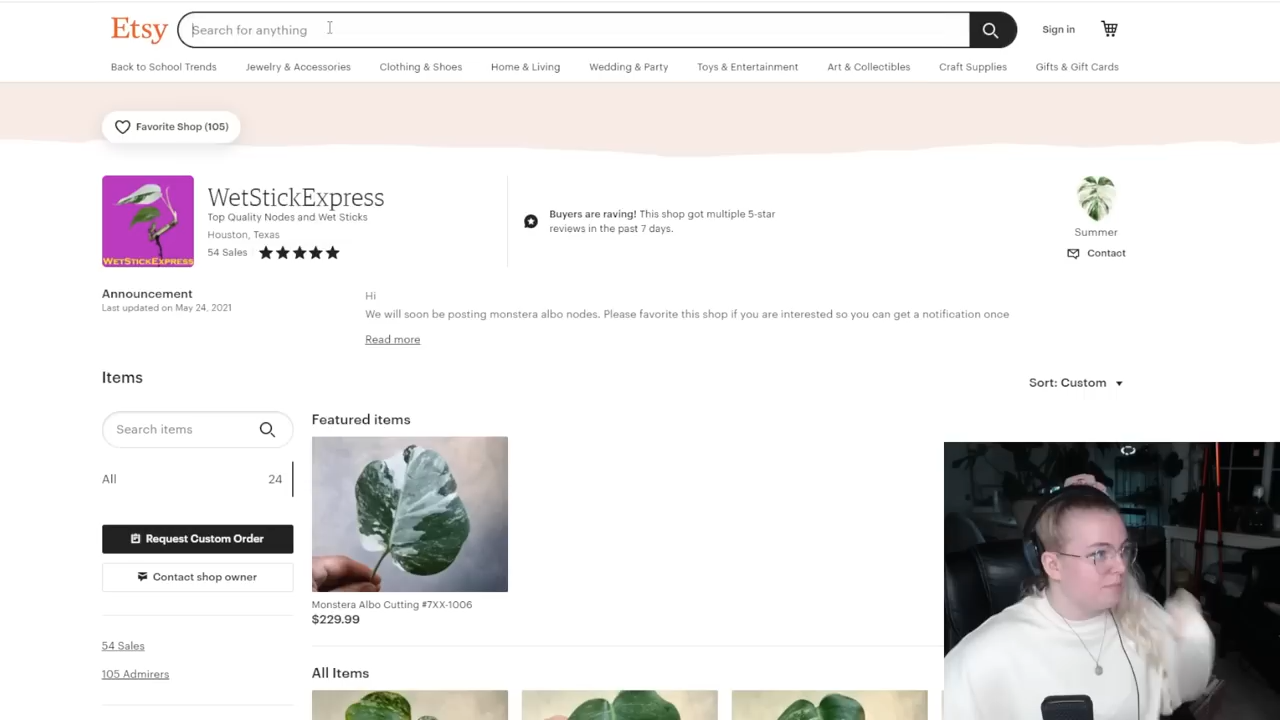 Etsy
Search for anything
Sign in
Back to School Trends
Jewelry & Accessories
Clothing & Shoes
Home & Living
Wedding & Party
Toys & Entertainment
Art & Collectibles
Craft Supplies
Gifts & Gift Cards
Favorite Shop (105)
WETSTICKEXPRESS
WetStickExpress
Top Quality Nodes and Wet Sticks
Houston, Texas
54 Sales
Buyers are raving! This shop got multiple 5-star
reviews in the past 7 days.
Summer
Contact
Announcement
Last updated on May 24, 2021
Hi
We will soon be posting monstera albo nodes. Please favorite this shop if you are interested so you can get a notification once
Read more
Items
Sort: Custom
Search items
All 24
Request Custom Order
Contact shop owner
54 Sales
105 Admirers
Featured items
Monstera Albo Cutting #7XX-1006
$229.99
All Items